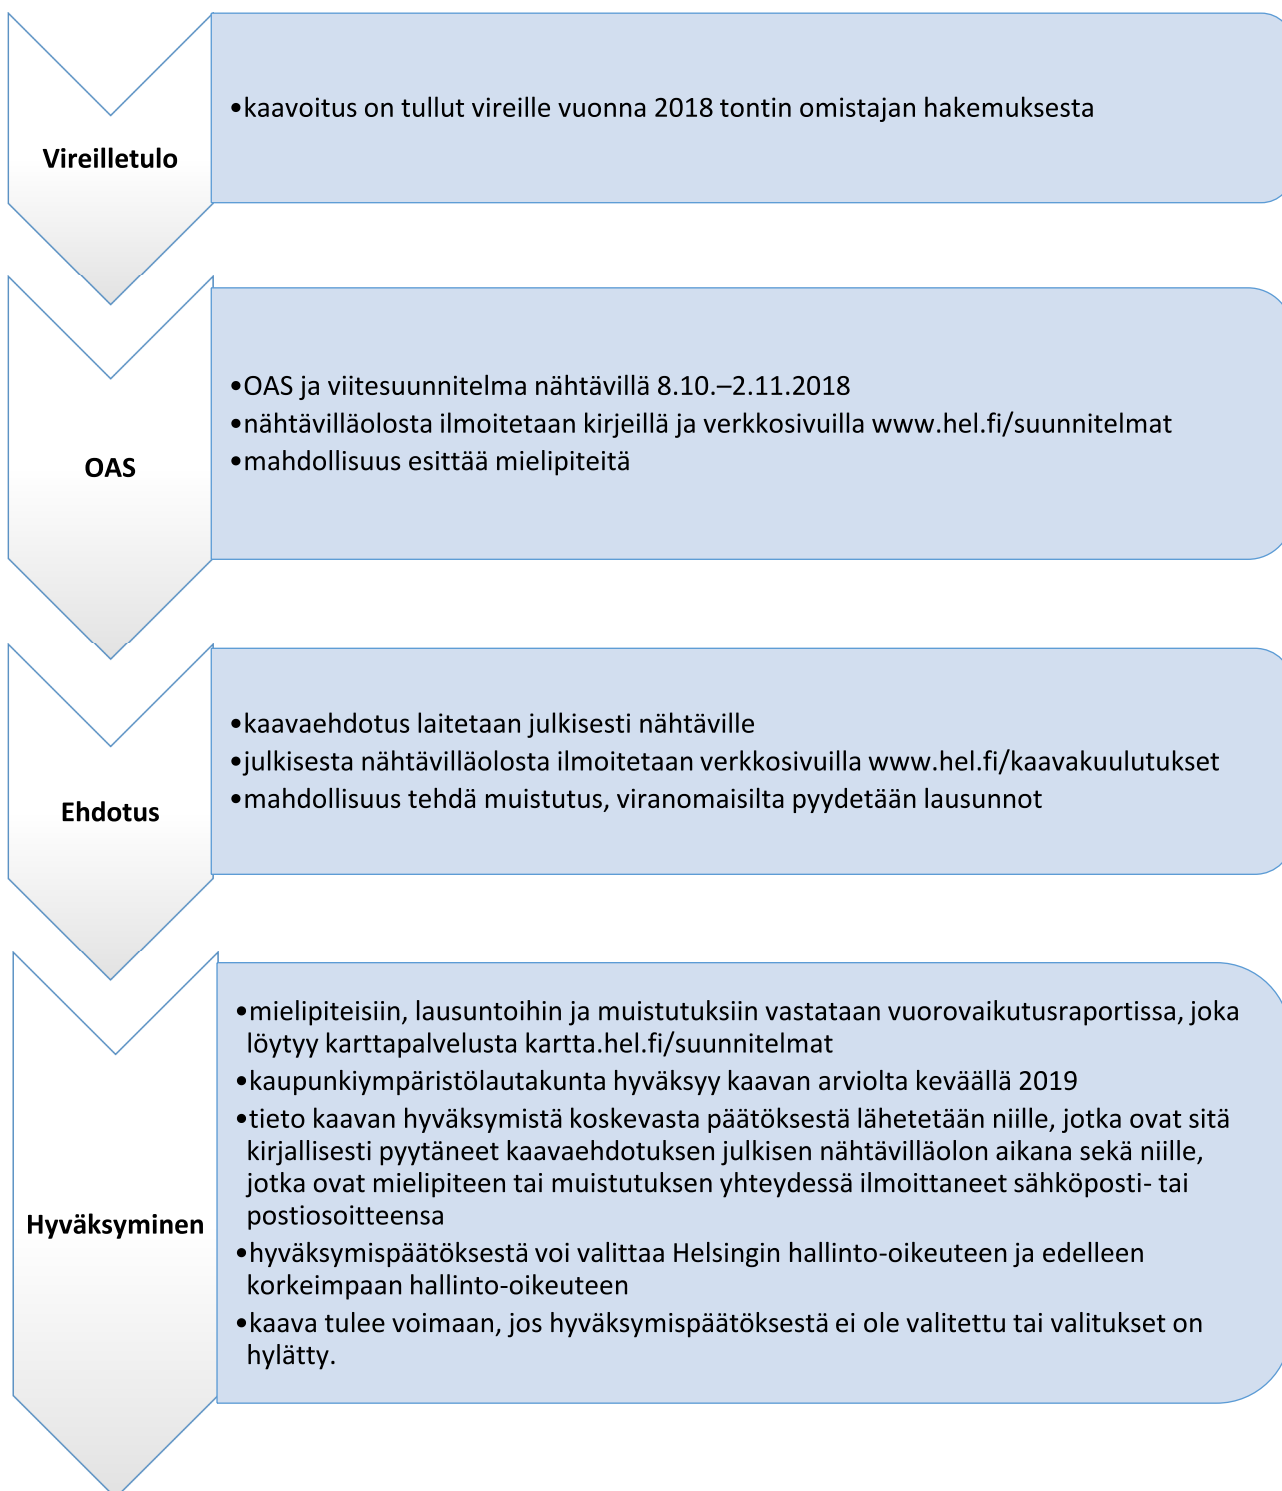 Vireilletulo
•kaavoitus on tullut vireille vuonna 2018 tontin omistajan hakemuksesta
OAS
•OAS ja viitesuunnitelma nähtävillä 8.10.–2.11.2018
•nähtävilläolosta ilmoitetaan kirjeillä ja verkkosivuilla www.hel.fi/suunnitelmat
•mahdollisuus esittää mielipiteitä
Ehdotus
•kaavaehdotus laitetaan julkisesti nähtäville
•julkisesta nähtävilläolosta ilmoitetaan verkkosivuilla www.hel.fi/kaavakuulutukset
•mahdollisuus tehdä muistutus, viranomaisilta pyydetään lausunnot
Hyväksyminen
•mielipiteisiin, lausuntoihin ja muistutuksiin vastataan vuorovaikutusraportissa, joka
löytyy karttapalvelusta kartta.hel.fi/suunnitelmat
•kaupunkiympäristölautakunta hyväksyy kaavan arviolta keväällä 2019
•tieto kaavan hyväksymistä koskevasta päätöksestä lähetetään niille, jotka ovat sitä
kirjallisesti pyytäneet kaavaehdotuksen julkisen nähtävilläolon aikana sekä niille,
jotka ovat mielipiteen tai muistutuksen yhteydessä ilmoittaneet sähköposti- tai
postiosoitteensa
•hyväksymispäätöksestä voi valittaa Helsingin hallinto-oikeuteen ja edelleen
korkeimpaan hallinto-oikeuteen
•kaava tulee voimaan, jos hyväksymispäätöksestä ei ole valitettu tai valitukset on
hylätty.